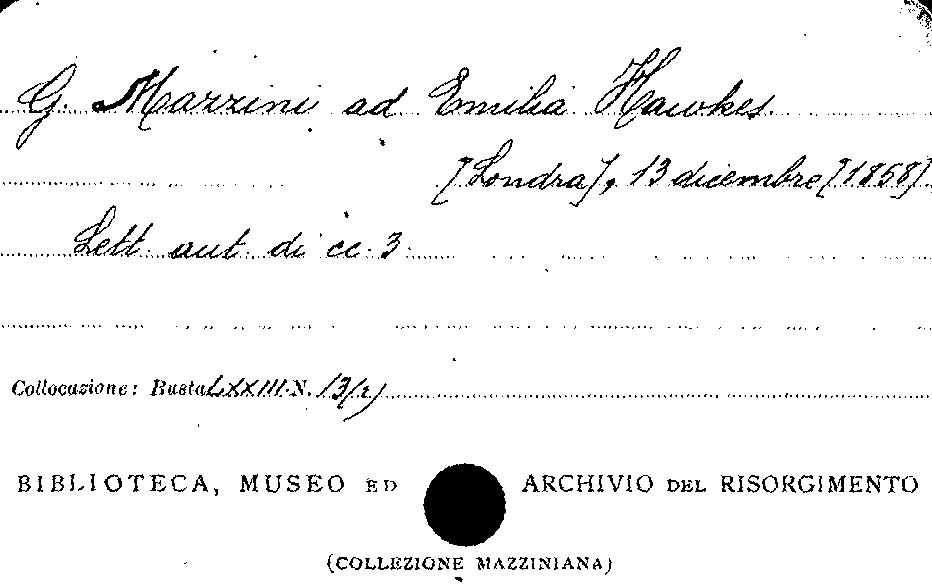 G. Mazzini ad Emilia Hawkes
[Londra], 13 dicembre [1858]
Lett. aut. di cc. 3
Collocazione: Busta LXXIII N. 13(2)
BIBLIOTECA, MUSEO ED ARCHIVIO DEL RISORGIMENTO
(COLLEZIONE MAZZINIANA)